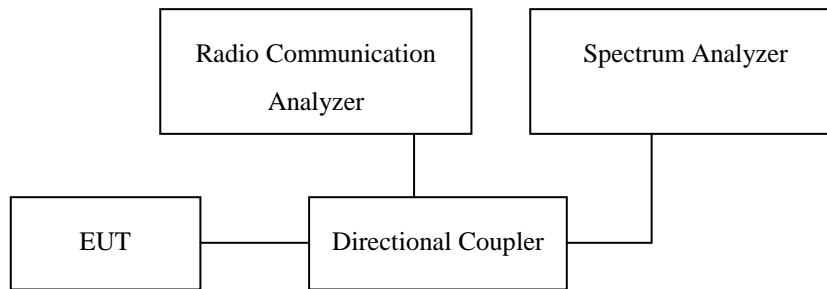 Radio Communication
Analyzer
Spectrum Analyzer
EUT
Directional Coupler